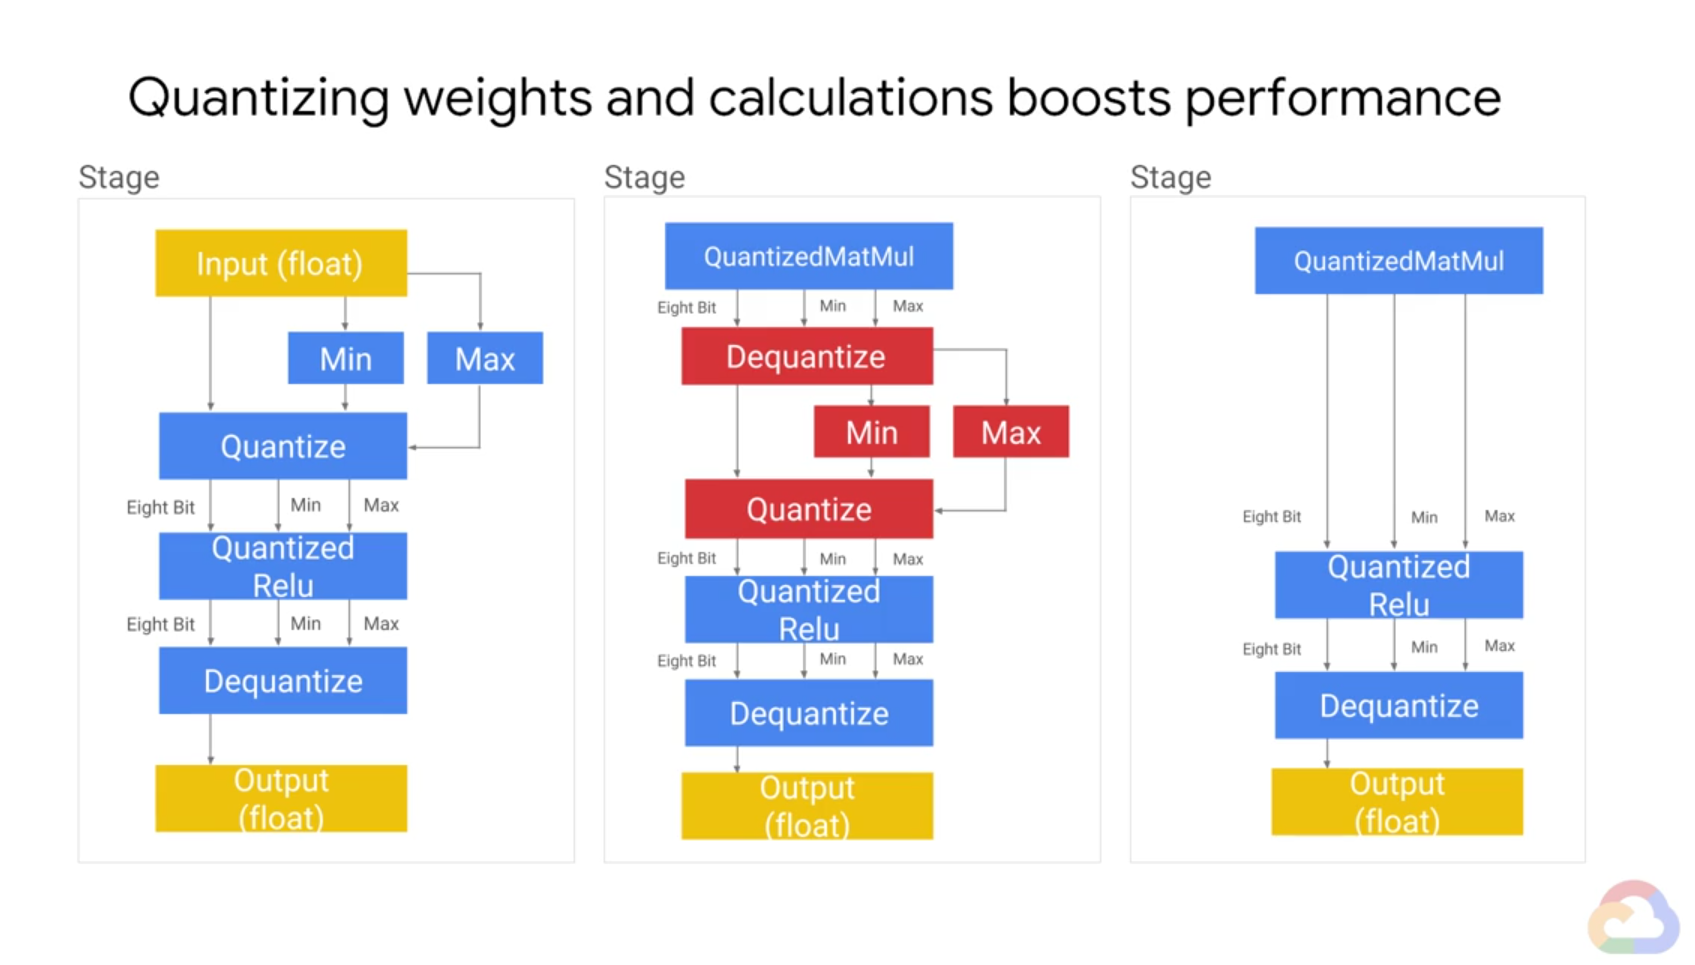 Quantizing weights and calculations boosts performance
Stage
Input (float)
Min
Max
Quantize
Eight Bit
Min
Max
Quantized
Relu
Eight Bit
Min
Max
Dequantize
Output
(float)
Stage
QuantizedMatMul
Eight Bit
Min
Max
Dequantize
Min
Max
Quantize
Eight Bit
Min
Max
Quantized
Relu
Eight Bit
Min
Max
Dequantize
Output
(float)
Stage
QuantizedMatMul
Eight Bit
Min
Max
Quantized
Relu
Eight Bit
Min
Max
Dequantize
Output
(float)